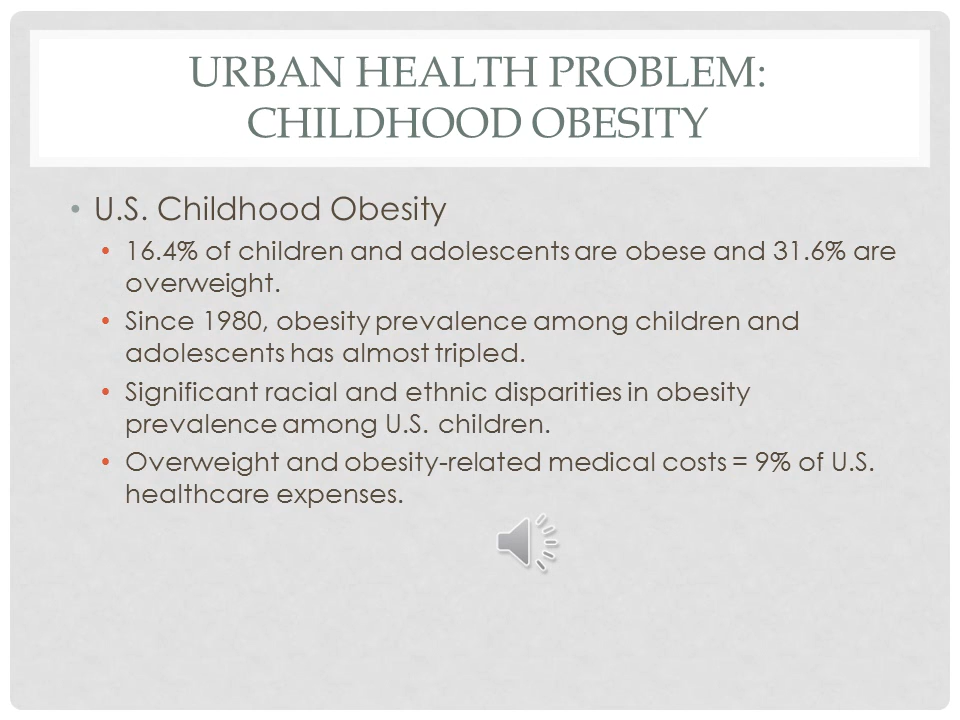 URBAN HEALTH PROBLEM:
CHILDHOOD OBESITY
• U.S. Childhood Obesity
• 16.4% of children and adolescents are obese and 31.6% are
overweight.
• Since 1980, obesity prevalence among children and
adolescents has almost tripled.
• Significant racial and ethnic disparities in obesity
prevalence among U.S. children.
• Overweight and obesity-related medical costs = 9% of U.S.
healthcare expenses.